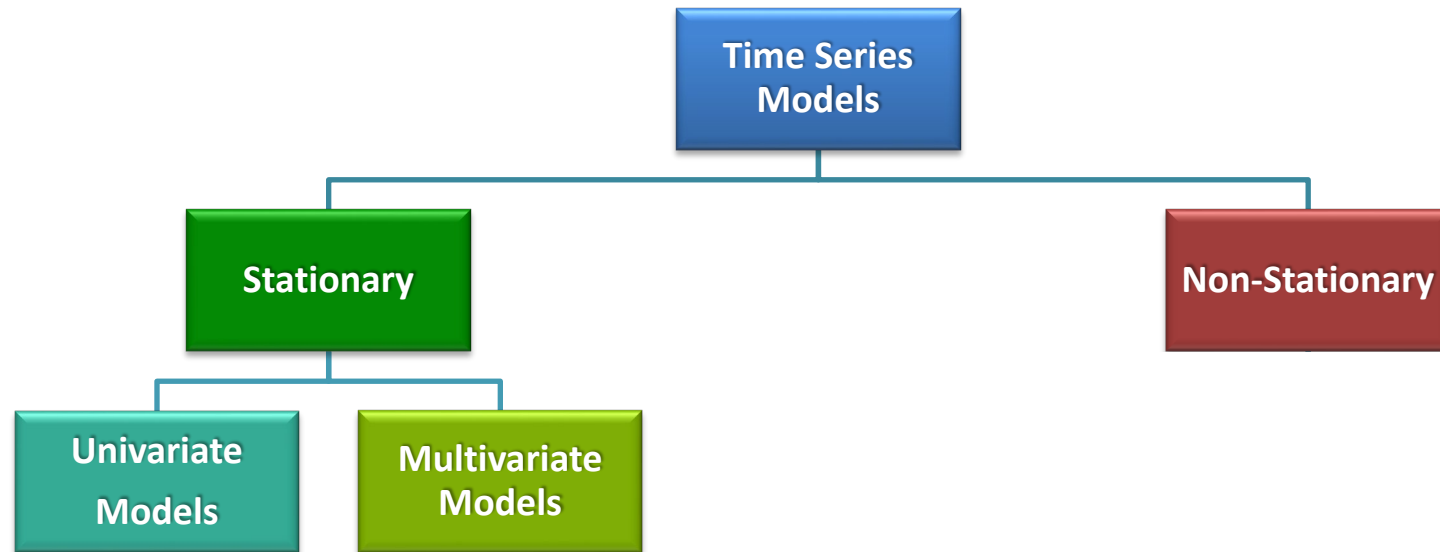 Time Series
Models
Stationary
Non-Stationary
Univariate
Models
Multivariate
Models